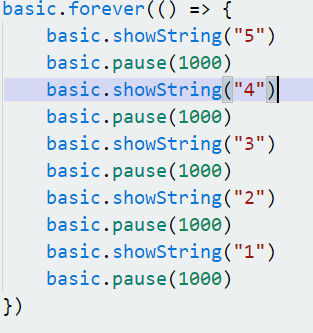 basic.forever(() => {
    basic.showString("5")
    basic.pause(1000)
    basic.showString("4")
    basic.pause(1000)
    basic.showString("3")
    basic.pause(1000)
    basic.showString("2")
    basic.pause(1000)
    basic.showString("1")
    basic.pause(1000)
})